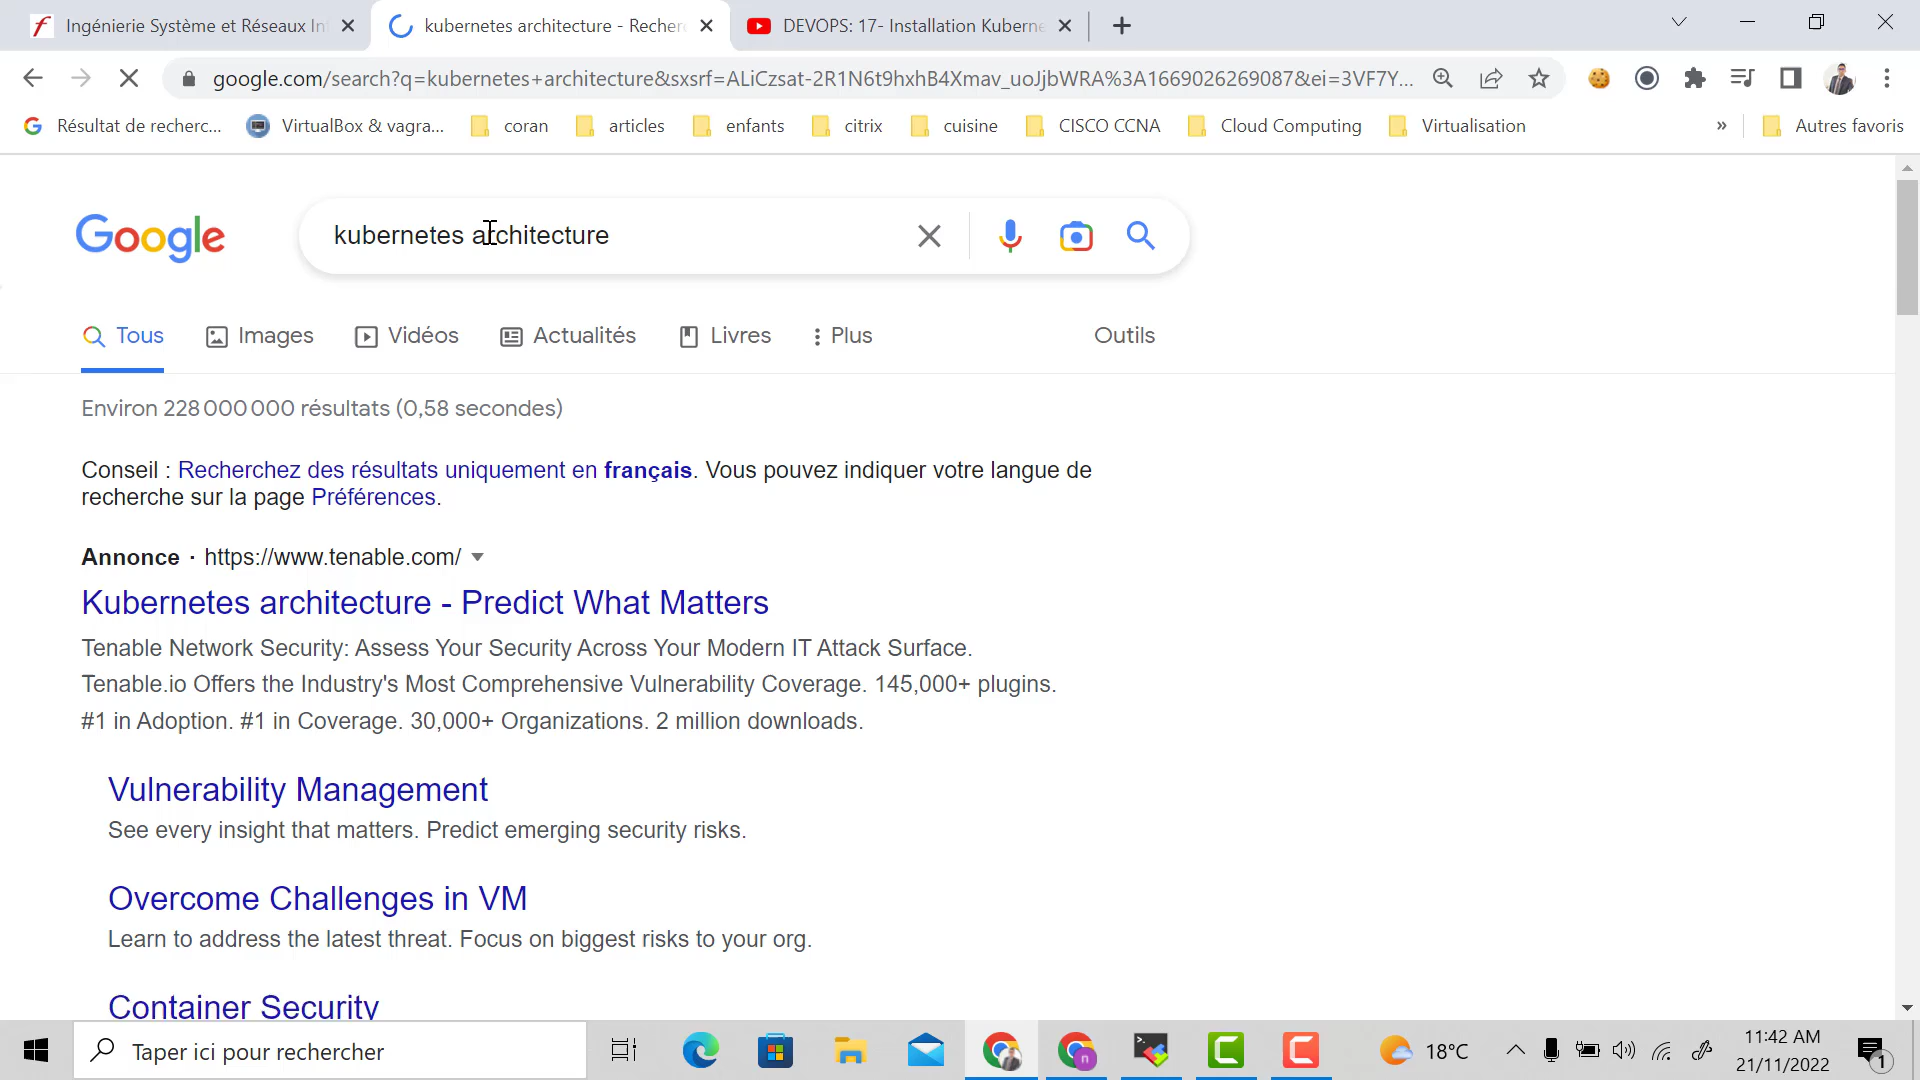 Ingénierie Système et Réseaux In
kubernetes architecture - Recher
DEVOPS: 17- Installation Kuberne
google.com/search?q=kubernetes+architecture&sxsrf=ALiCzsat-2R1N6t9hxhB4Xmav_uoJjbWRA%3A1669026269087&ei=3VF7Y...
Résultat de recherc...
VirtualBox & vagra...
coran
articles
enfants
citrix
cuisine
CISCO CCNA
Cloud Computing
Virtualisation
»
Autres favoris
Google
kubernetes architecture
Tous
Images
Vidéos
Actualités
Livres
Plus
Outils
Environ 228 000 000 résultats (0,58 secondes)
Conseil : Recherchez des résultats uniquement en français. Vous pouvez indiquer votre langue de
recherche sur la page Préférences.
Annonce · https://www.tenable.com/
Kubernetes architecture - Predict What Matters
Tenable Network Security: Assess Your Security Across Your Modern IT Attack Surface.
Tenable.io Offers the Industry's Most Comprehensive Vulnerability Coverage. 145,000+ plugins.
#1 in Adoption. #1 in Coverage. 30,000+ Organizations. 2 million downloads.
Vulnerability Management
See every insight that matters. Predict emerging security risks.
Overcome Challenges in VM
Learn to address the latest threat. Focus on biggest risks to your org.
Container Security
Taper ici pour rechercher
18°C
11:42 AM
21/11/2022
1